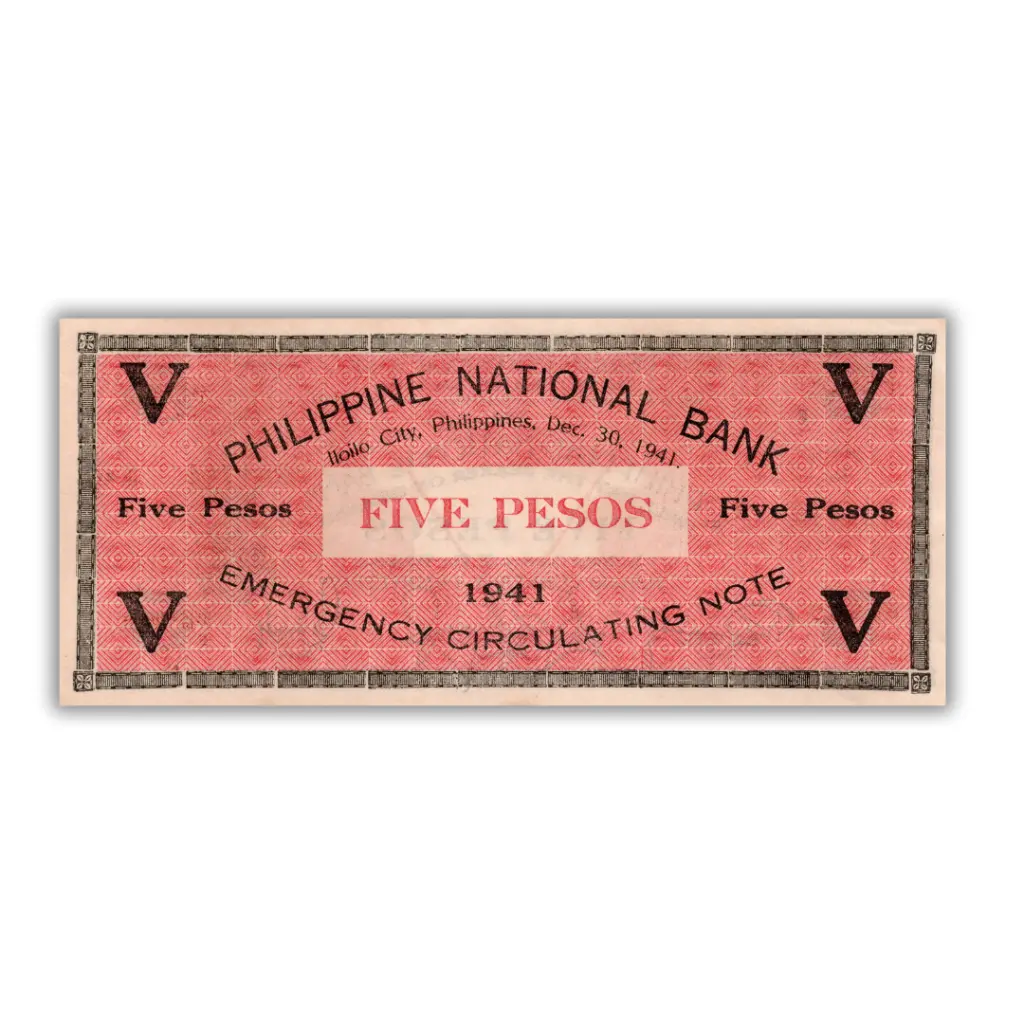 V V
PHILIPPINE NATIONAL BANK
Iloilo City, Philippines, Dec. 30, 1941.
Five Pesos FIVE PESOS Five Pesos
1941
EMERGENCY CIRCULATING NOTE
V V